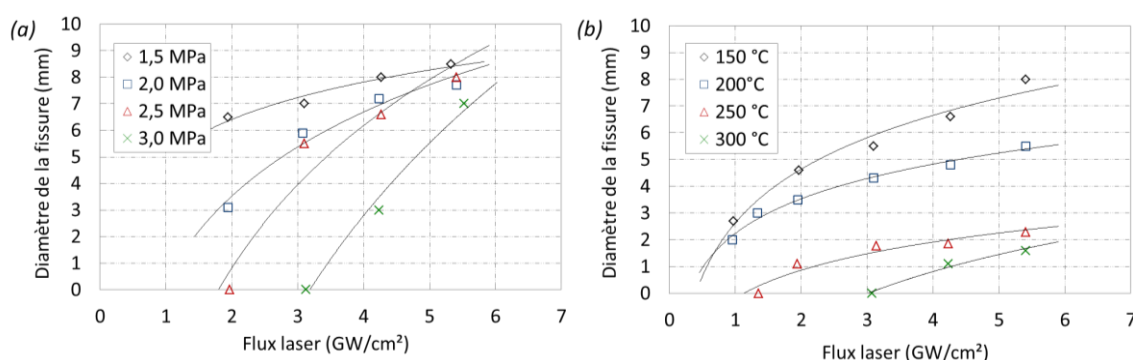 (a)
Diamètre de la fissure (mm)
10
9
8
7
6
5
4
3
2
1
0
1,5 MPa
2,0 MPa
2,5 MPa
3,0 MPa
0 1 2 3 4 5 6 7
Flux laser (GW/cm²)
(b)
Diamètre de la fissure (mm)
10
9
8
7
6
5
4
3
2
1
0
150 °C
200°C
250 °C
300 °C
0 1 2 3 4 5 6 7
Flux laser (GW/cm²)